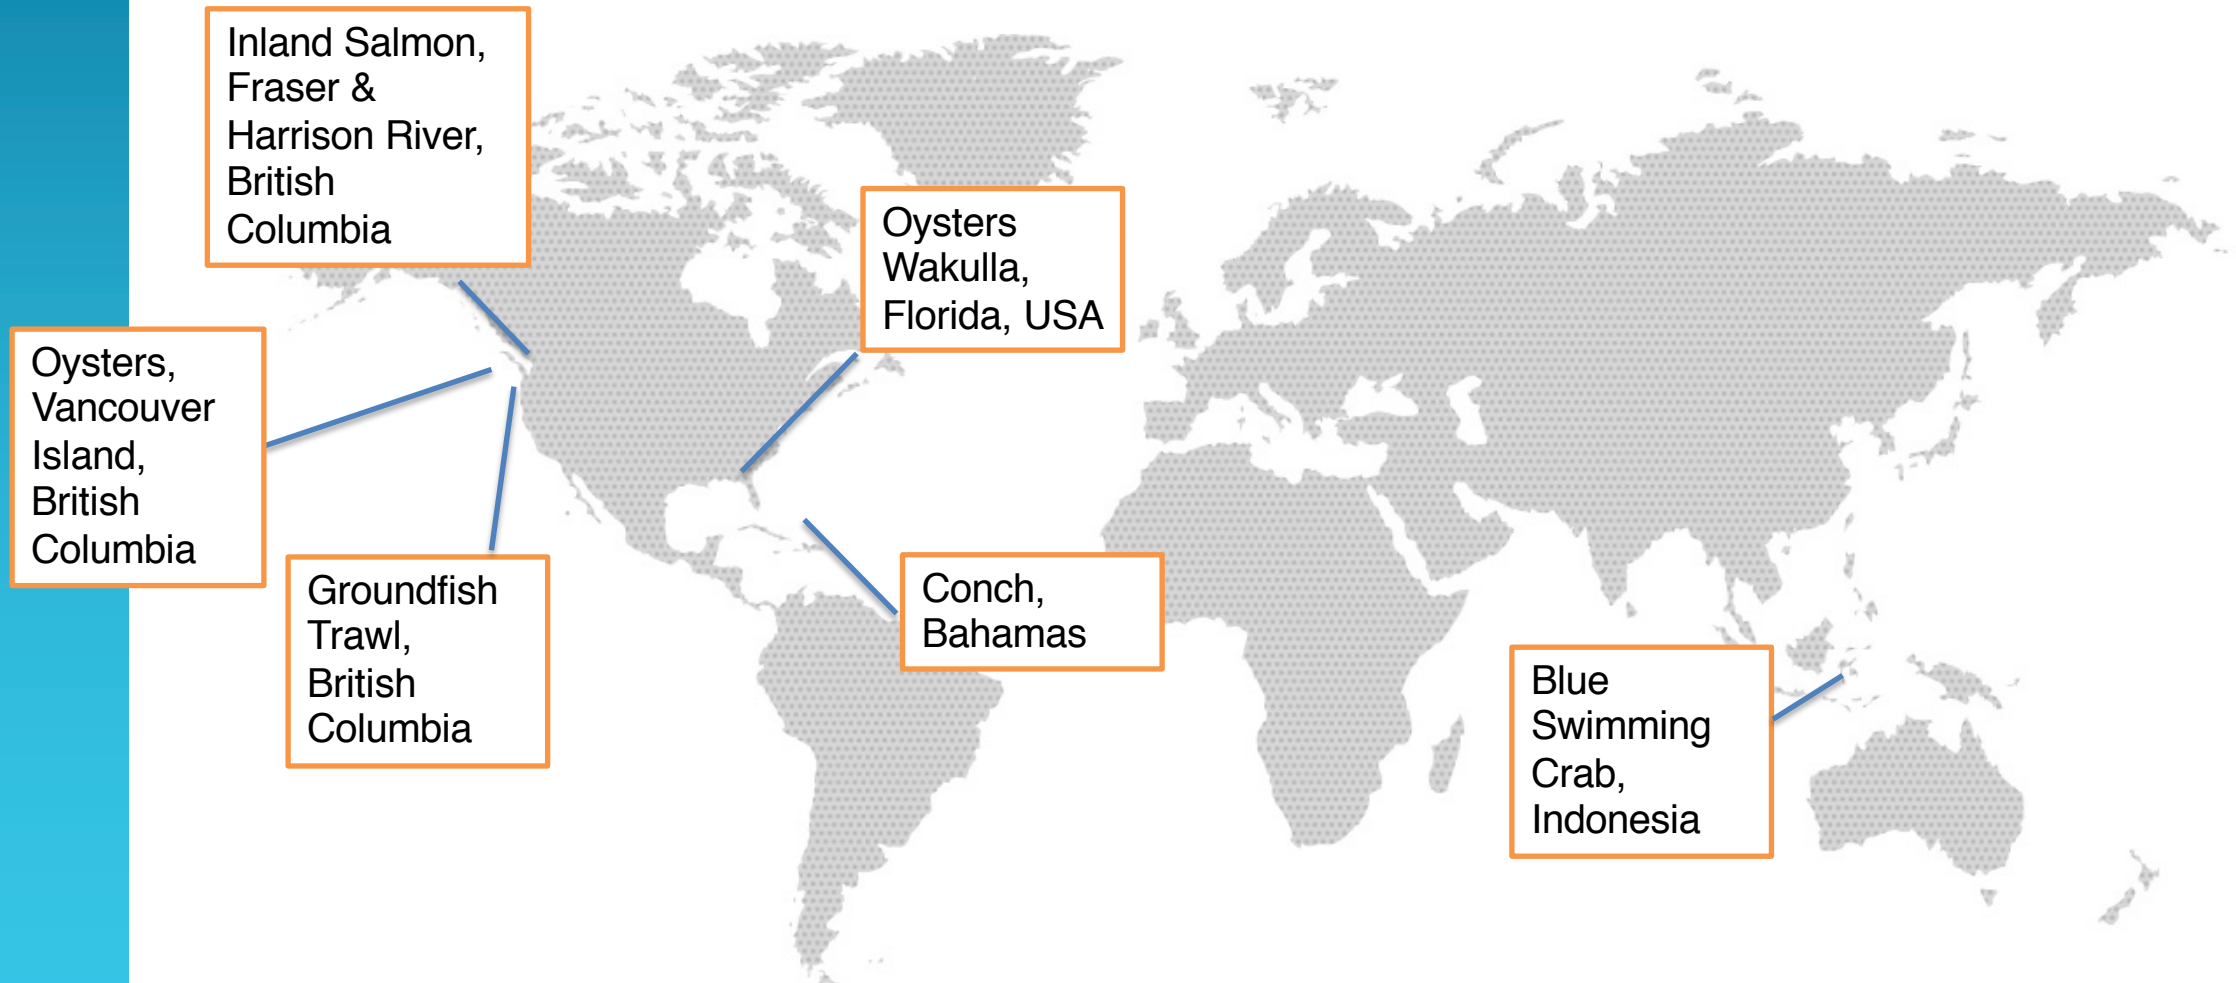 Inland Salmon,
Fraser &
Harrison River,
British
Columbia
Oysters
Wakulla,
Florida, USA
Oysters,
Vancouver
Island,
British
Columbia
Groundfish
Trawl,
British
Columbia
Conch,
Bahamas
Blue
Swimming
Crab,
Indonesia